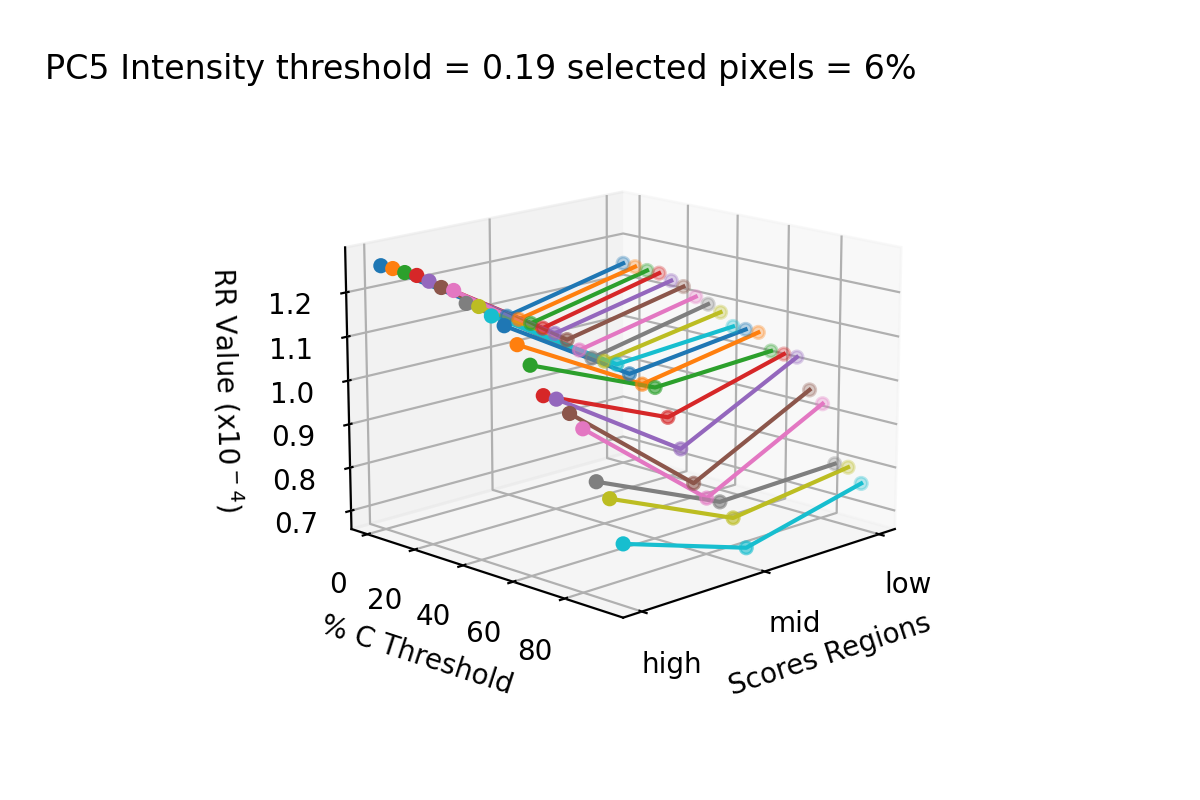 PC5 Intensity threshold = 0.19 selected pixels = 6%
RR Value (x10⁻⁴)
1.2
1.1
1.0
0.9
0.8
0.7
0
20
40
60
80
% C Threshold
high
mid
low
Scores Regions